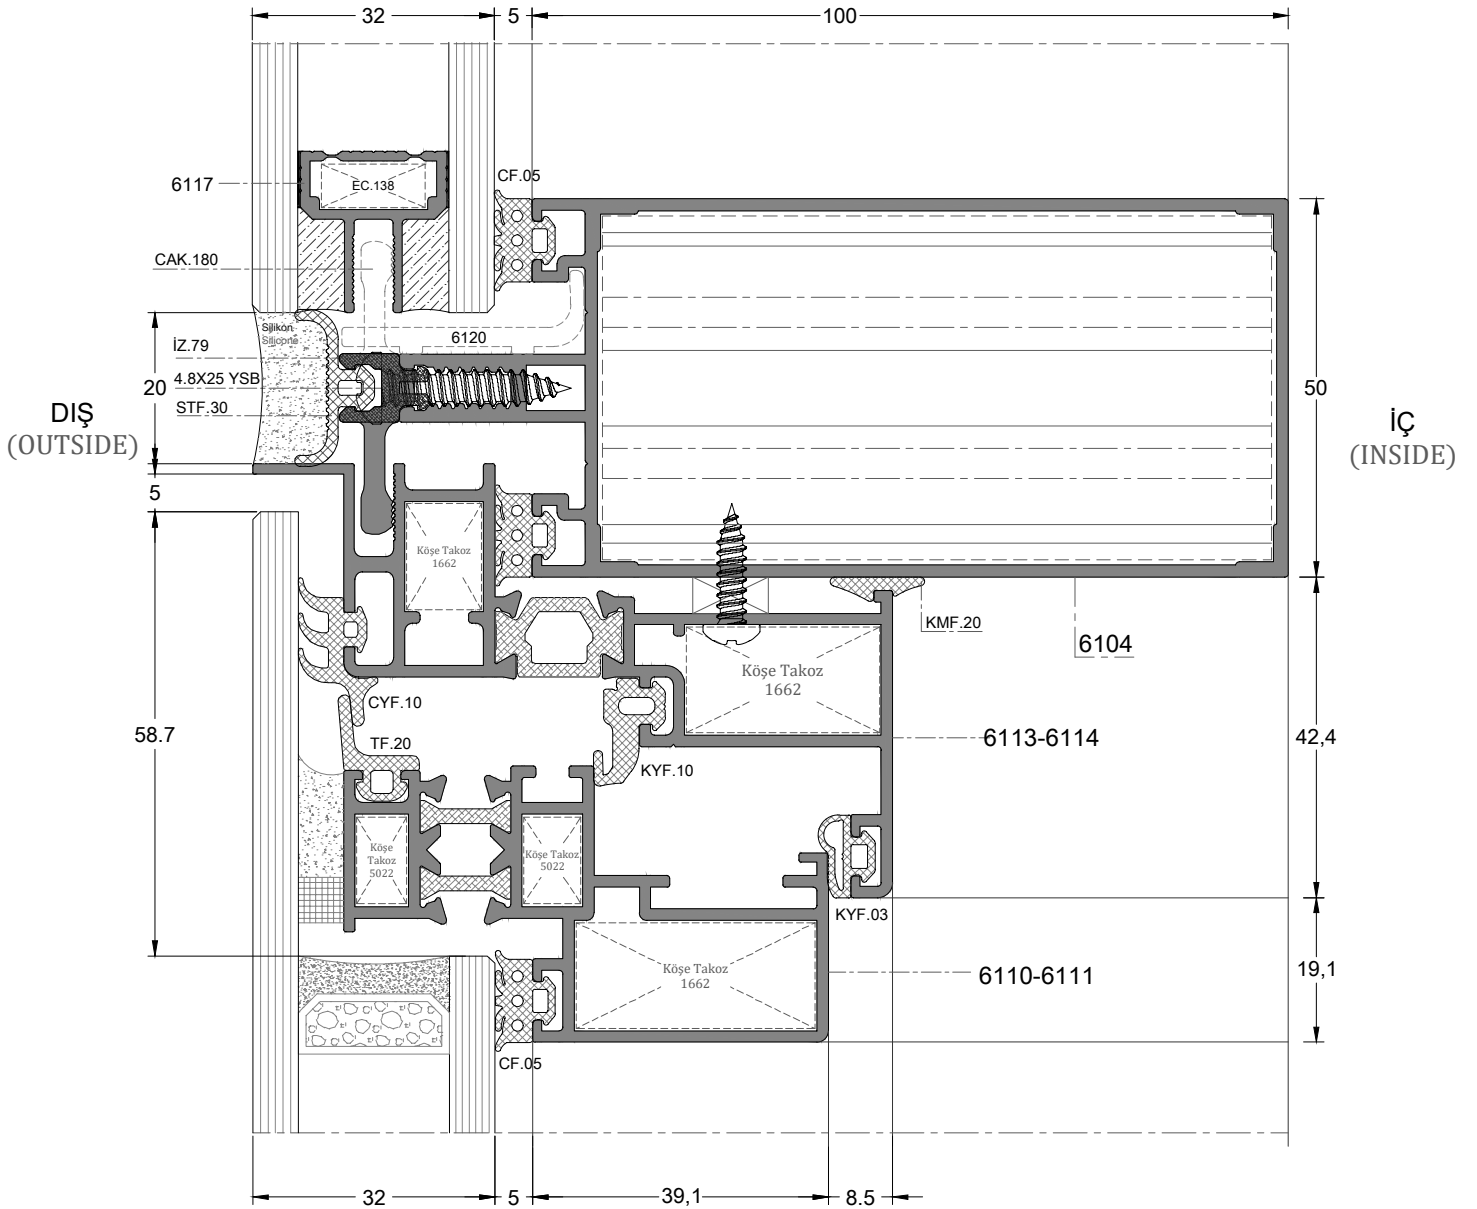 32
5
100
6117
EC.138
CF.05
CAK.180
Silikon
Silicone
6120
İZ.79
4.8X25 YSB
STF.30
20
50
DIŞ
(OUTSIDE)
İÇ
(INSIDE)
5
Köşe Takoz
1662
KMF.20
6104
Köşe Takoz
1662
CYF.10
58.7
TF.20
KYF.10
6113-6114
42,4
Köşe
Takoz
5022
Köşe Takoz
5022
KYF.03
Köşe Takoz
1662
6110-6111
19,1
CF.05
32
5
39,1
8.5